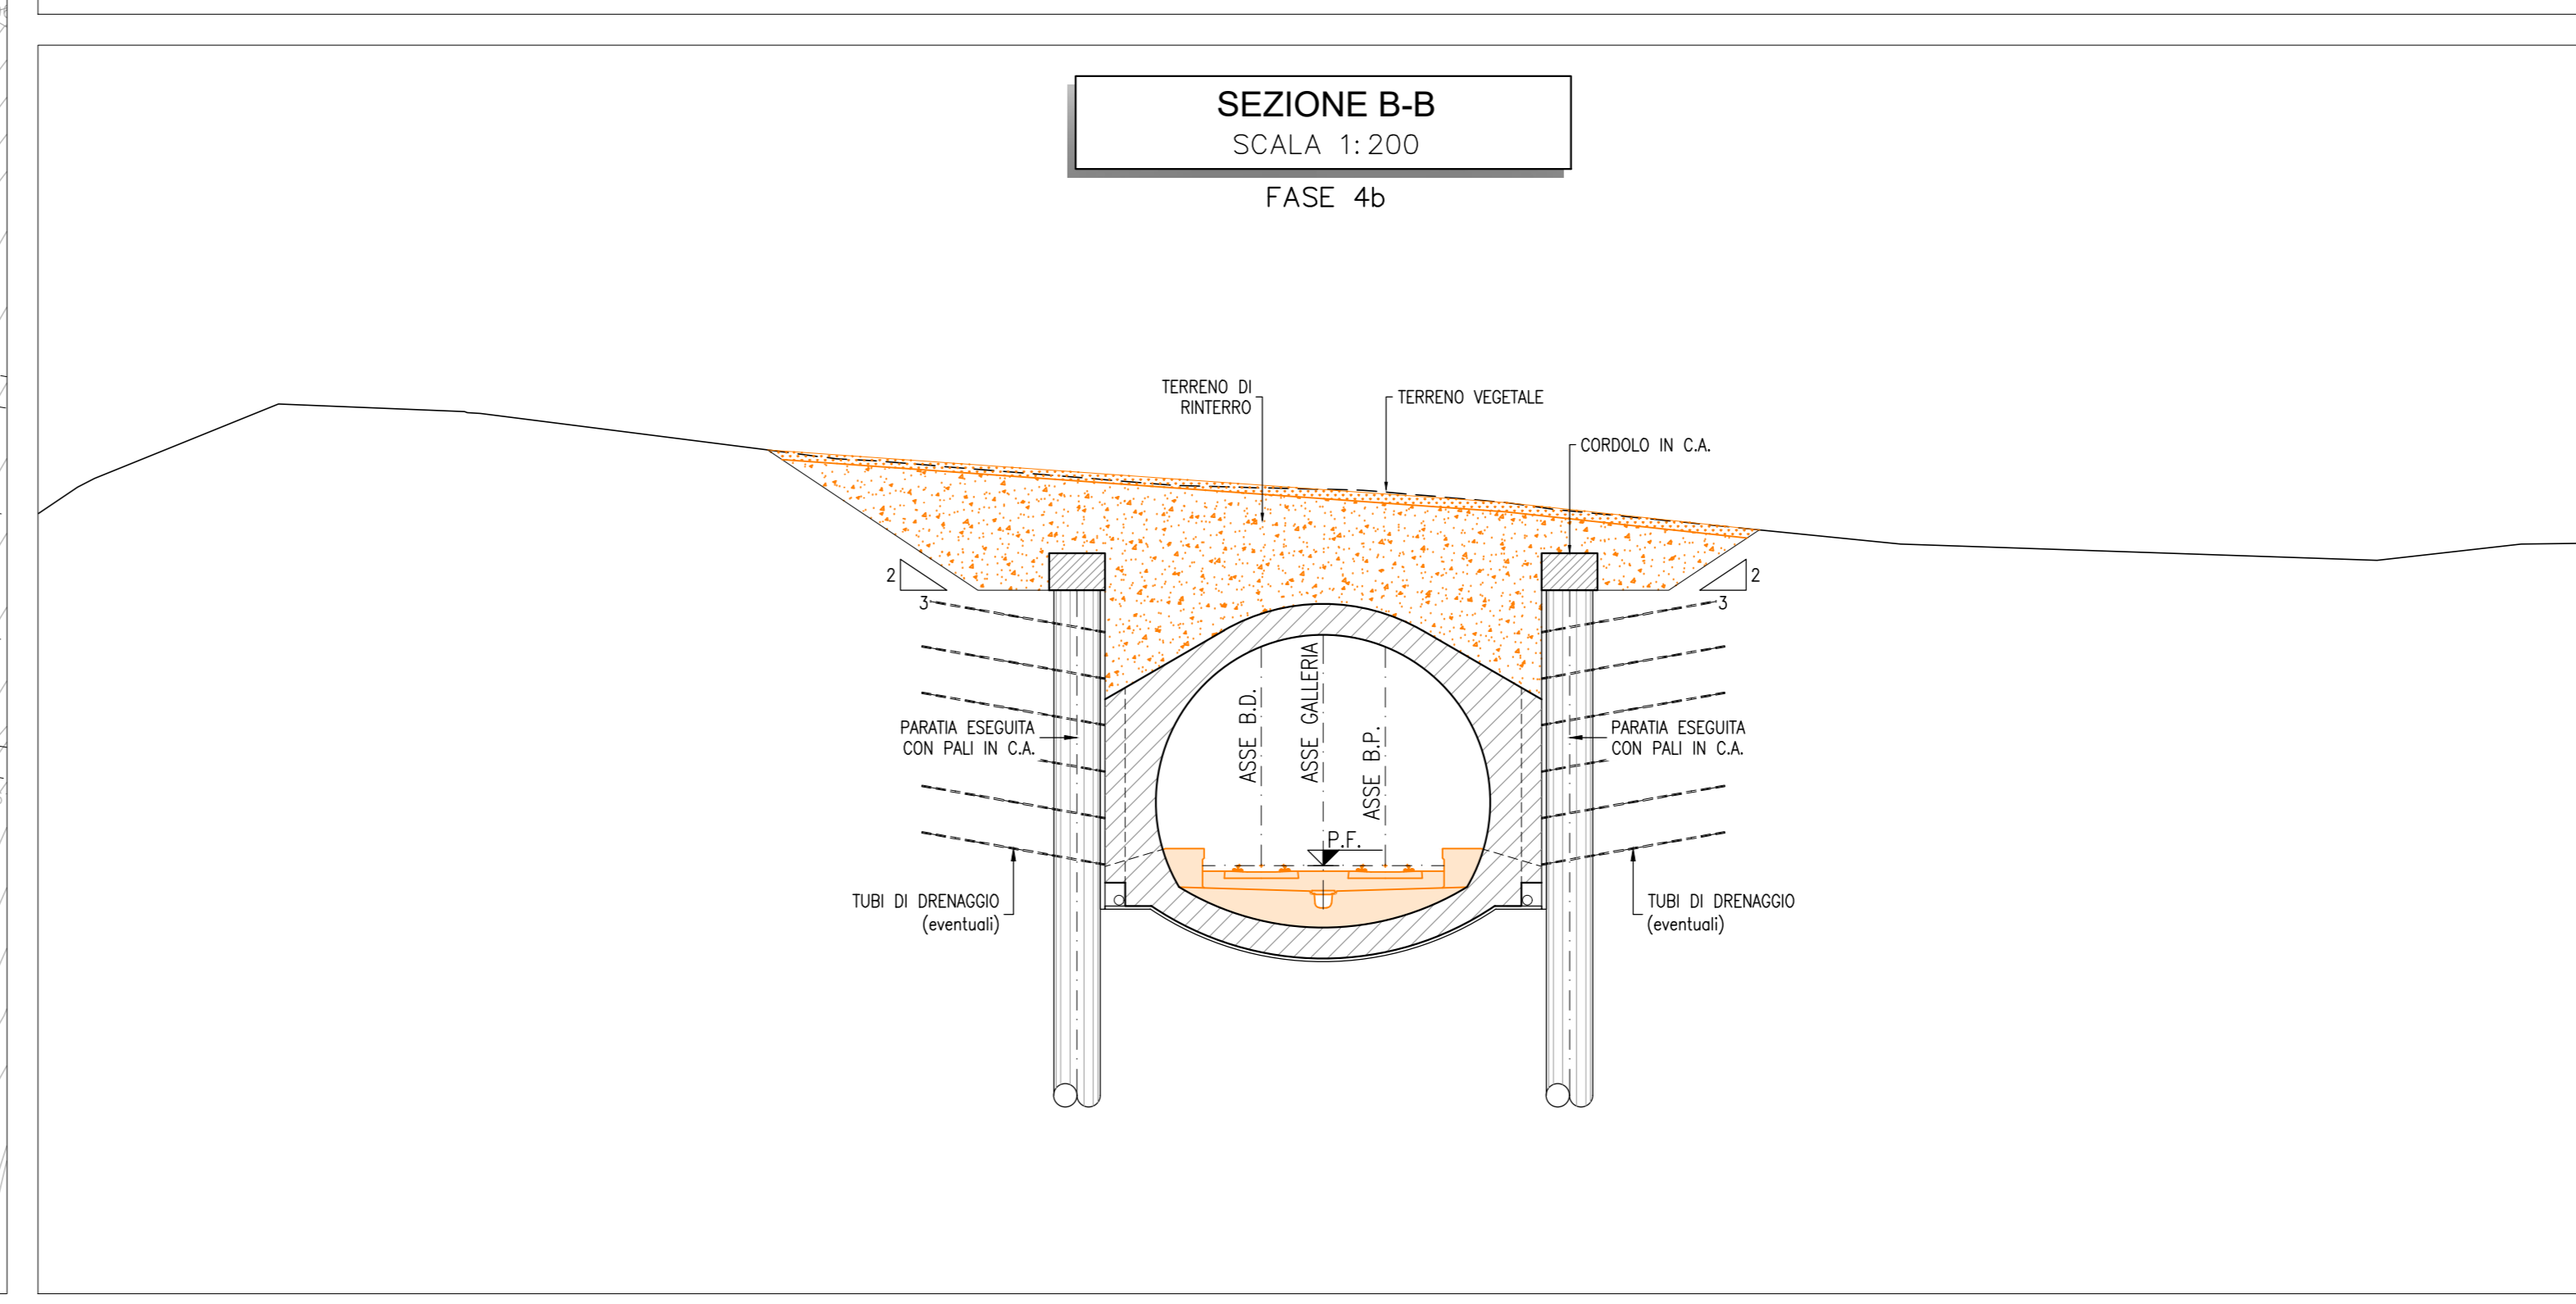 SEZIONE B-B
SCALA 1:200
FASE 4b
TERRENO DI
RINTERRO
TERRENO VEGETALE
CORDOLO IN C.A.
2
3
2
3
PARATIA ESEGUITA
CON PALI IN C.A.
ASSE B.D.
ASSE GALLERIA
ASSE B.P.
PARATIA ESEGUITA
CON PALI IN C.A.
P.F.
TUBI DI DRENAGGIO
(eventuali)
TUBI DI DRENAGGIO
(eventuali)